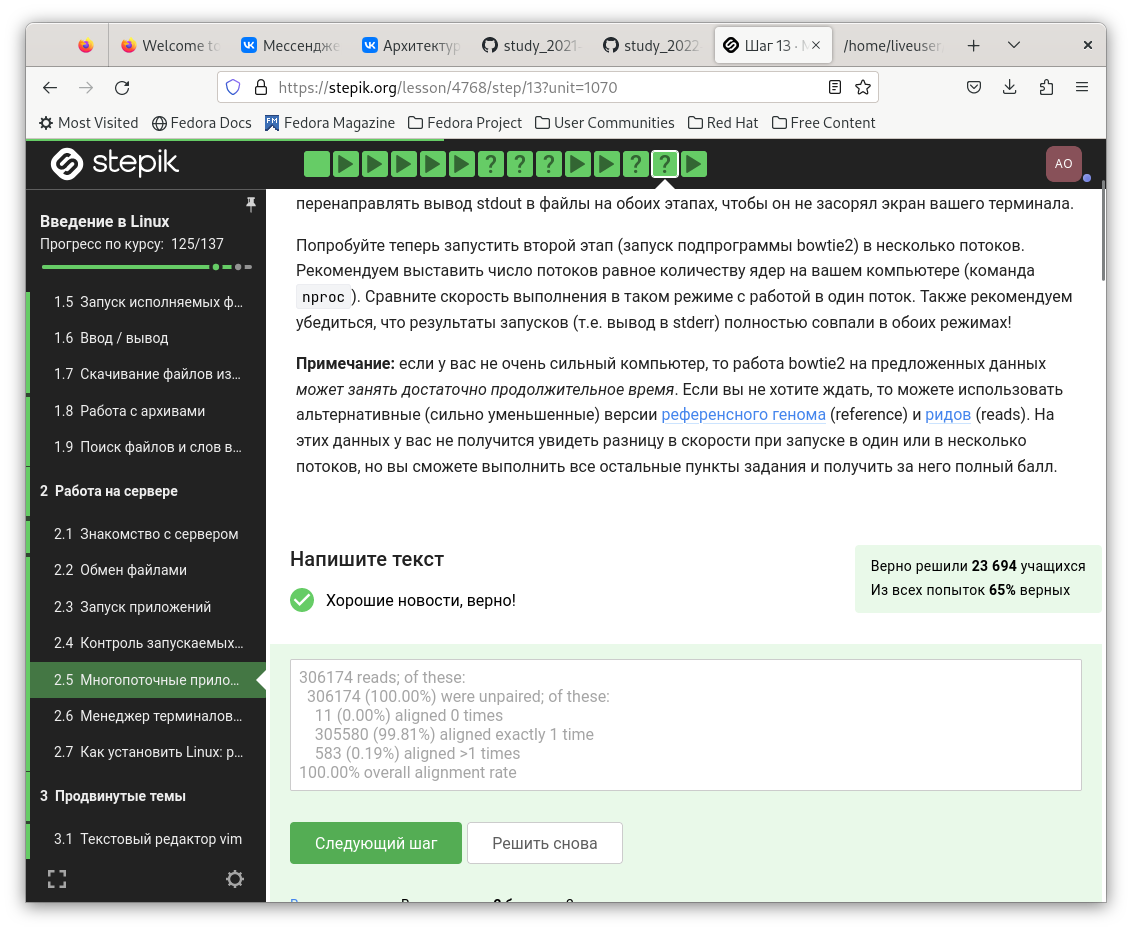 Welcome to
Мессендже
Архитектур
study_2021-
study_2022
Шаг 13 ·
/home/liveuser
https://stepik.org/lesson/4768/step/13?unit=1070
Most Visited
Fedora Docs
FM
Fedora Magazine
Fedora Project
User Communities
Red Hat
Free Content
stepik
? ? ? ? ?
AO
Введение в Linux
Прогресс по курсу: 125/137
1.5 Запуск исполняемых ф…
1.6 Ввод / вывод
1.7 Скачивание файлов из…
1.8 Работа с архивами
1.9 Поиск файлов и слов в…
2 Работа на сервере
2.1 Знакомство с сервером
2.2 Обмен файлами
2.3 Запуск приложений
2.4 Контроль запускаемых…
2.5 Многопоточные прило…
2.6 Менеджер терминалов…
2.7 Как установить Linux: р…
3 Продвинутые темы
3.1 Текстовый редактор vim
перенаправлять вывод stdout в файлы на обоих этапах, чтобы он не засорял экран вашего терминала.
Попробуйте теперь запустить второй этап (запуск подпрограммы bowtie2) в несколько потоков.
Рекомендуем выставить число потоков равное количеству ядер на вашем компьютере (команда
nproc ). Сравните скорость выполнения в таком режиме с работой в один поток. Также рекомендуем
убедиться, что результаты запусков (т.е. вывод в stderr) полностью совпали в обоих режимах!
Примечание: если у вас не очень сильный компьютер, то работа bowtie2 на предложенных данных
может занять достаточно продолжительное время. Если вы не хотите ждать, то можете использовать
альтернативные (сильно уменьшенные) версии референсного генома (reference) и ридов (reads). На
этих данных у вас не получится увидеть разницу в скорости при запуске в один или в несколько
потоков, но вы сможете выполнить все остальные пункты задания и получить за него полный балл.
Напишите текст
Хорошие новости, верно!
Верно решили 23 694 учащихся
Из всех попыток 65% верных
306174 reads; of these:
306174 (100.00%) were unpaired; of these:
11 (0.00%) aligned 0 times
305580 (99.81%) aligned exactly 1 time
583 (0.19%) aligned >1 times
100.00% overall alignment rate
Следующий шаг
Решить снова